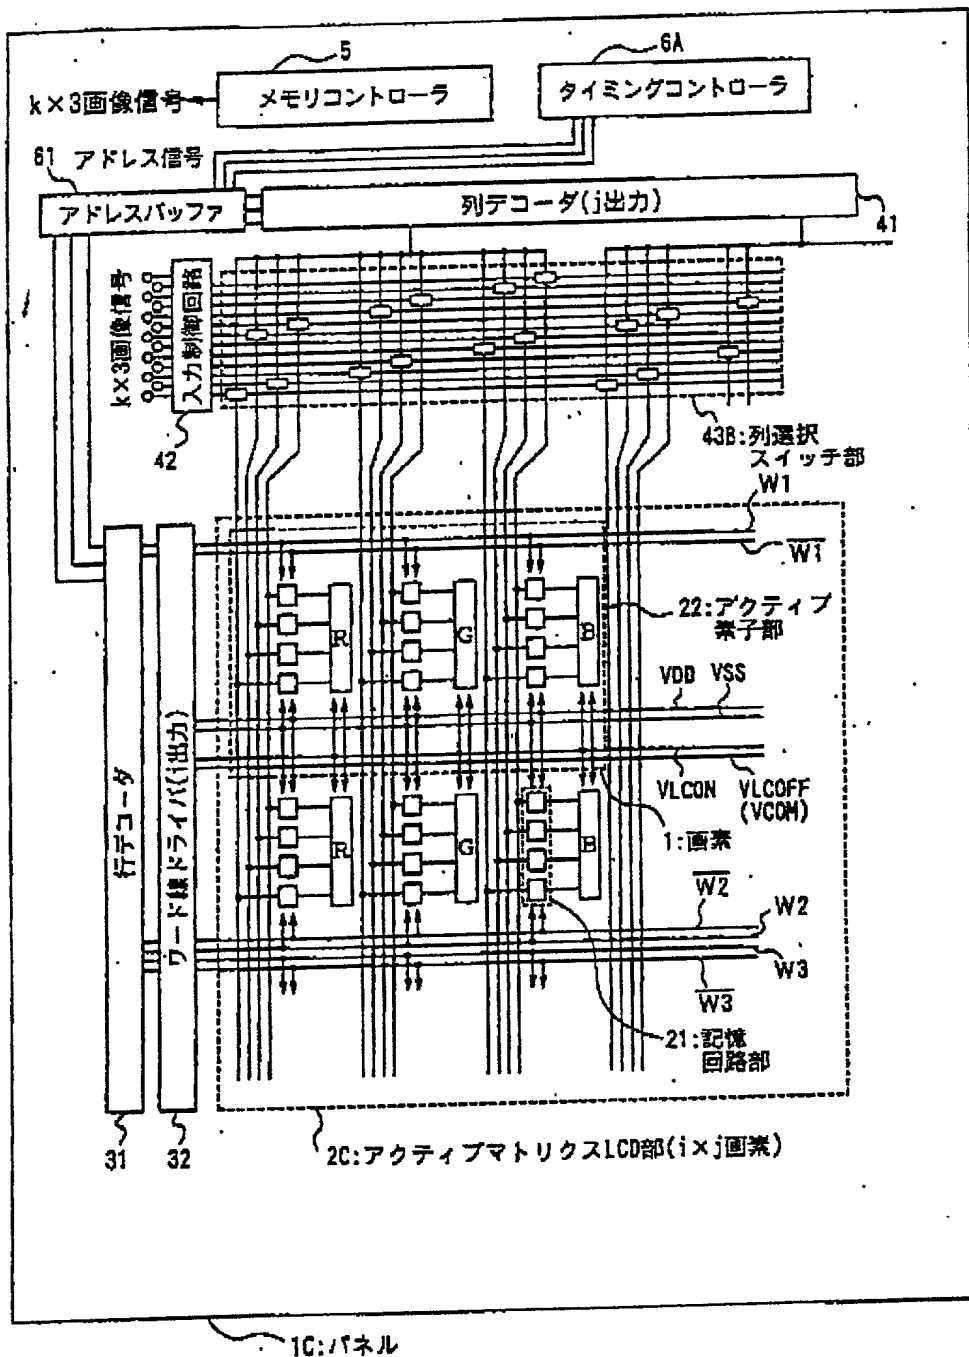 5
6A
k×3画像信号
メモリコントローラ
タイミングコントローラ
61
アドレス信号
アドレスバッファ
列デコーダ(j出力)
41
k×3画像信号
入力制御回路
42
43B:列選択
スイッチ部
W1
W1
22:アクティブ
素子部
R
G
B
VDD
VSS
VLCON
VLCOFF
(VCOM)
1:画素
R
G
B
行デコーダ
ワード線ドライバ(i出力)
W2
W2
W3
W3
21:記憶
回路部
31
32
2C:アクティブマトリクスLCD部(i×j画素)
1C:パネル